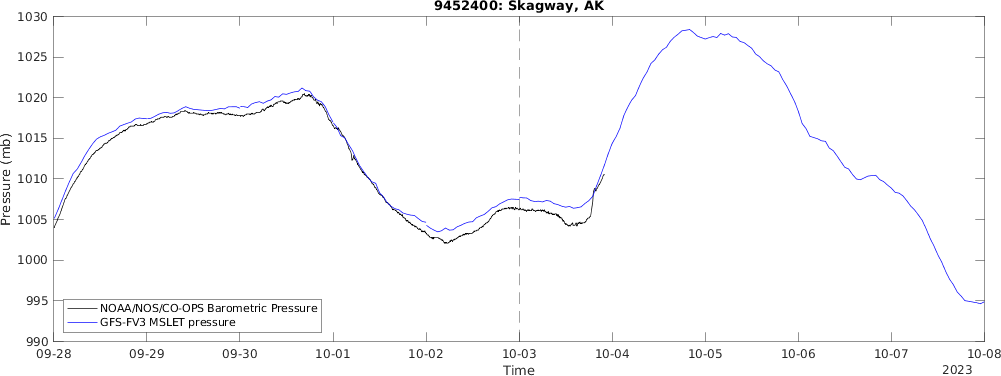 9452400: Skagway, AK
1030
1025
1020
1015
1010
1005
1000
995
990
Pressure (mb)
NOAA/NOS/CO-OPS Barometric Pressure
GFS-FV3 MSLET pressure
09-28 09-29 09-30 10-01 10-02 10-03 10-04 10-05 10-06 10-07 10-08
Time
2023